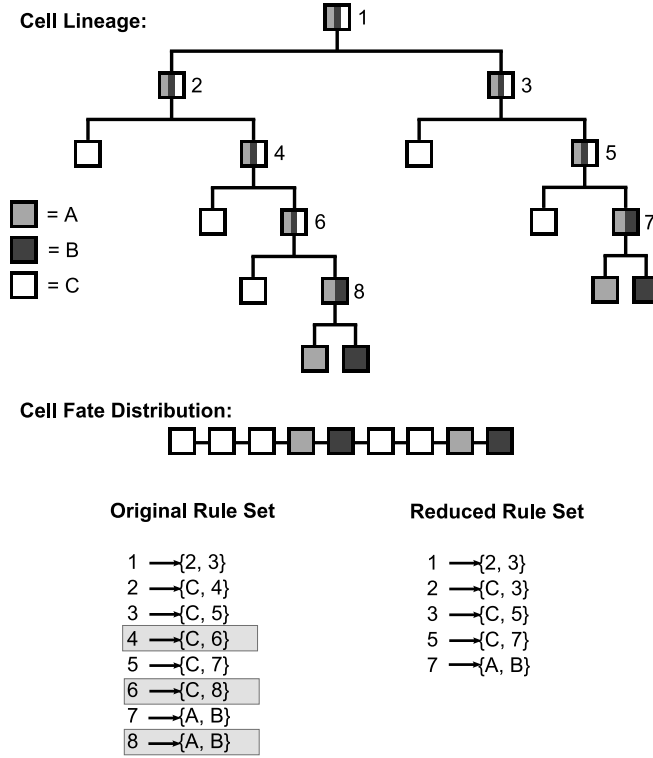 Cell Lineage:
1
2
3
4
5
= A
= B
= C
6
7
8
Cell Fate Distribution:
Original Rule Set
1 → {2, 3}
2 → {C, 4}
3 → {C, 5}
4 → {C, 6}
5 → {C, 7}
6 → {C, 8}
7 → {A, B}
8 → {A, B}
Reduced Rule Set
1 → {2, 3}
2 → {C, 3}
3 → {C, 5}
5 → {C, 7}
7 → {A, B}